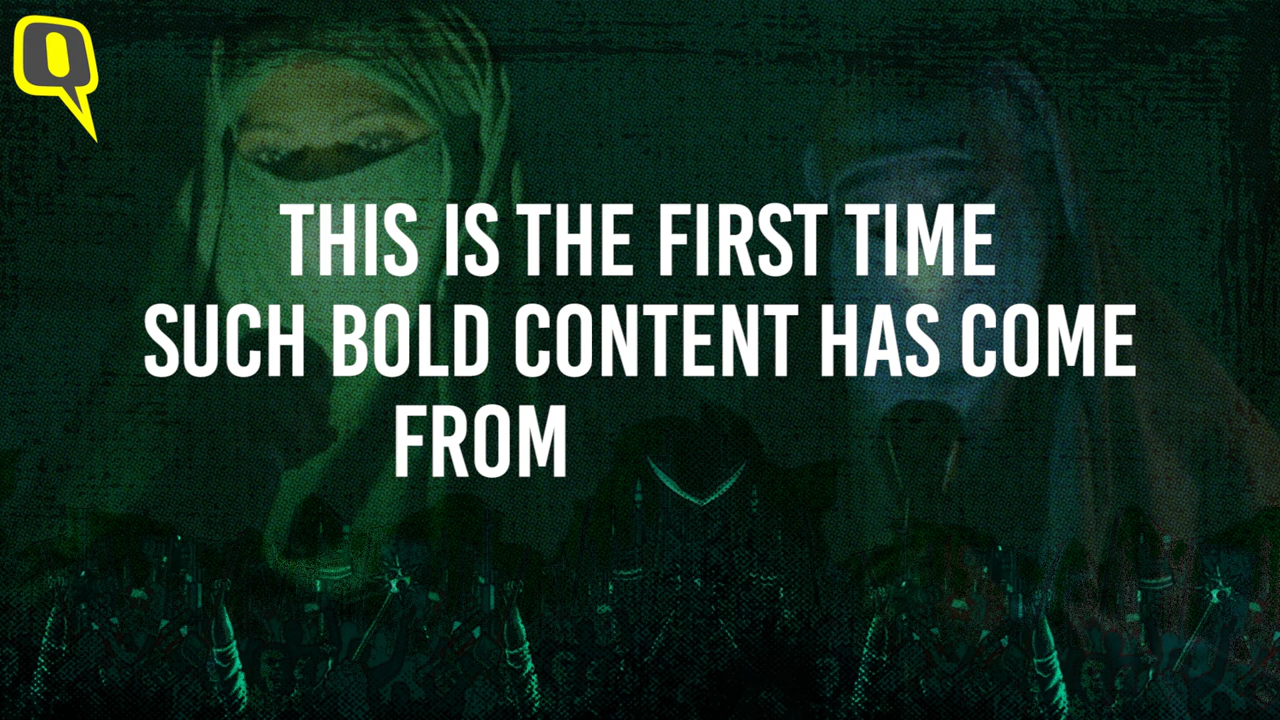 Q
THIS IS THE FIRST TIME
SUCH BOLD CONTENT HAS COME
FROM